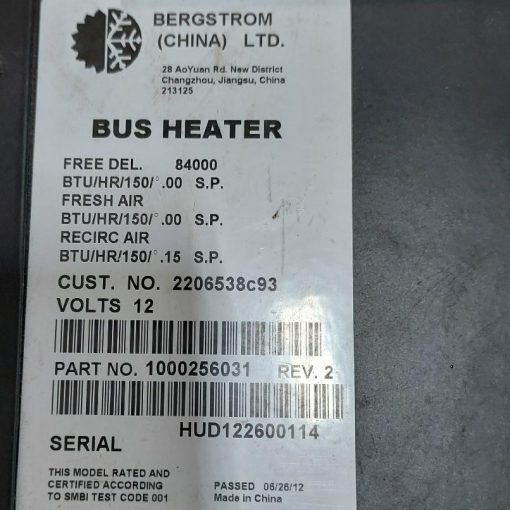 BERGSTROM
(CHINA) LTD.
28 AoYuan Rd. New District
Changzhou, Jiangsu, China
213125
BUS HEATER
FREE DEL. 84000
BTU/HR/150/°.00 S.P.
FRESH AIR
BTU/HR/150/°.00 S.P.
RECIRC AIR
BTU/HR/150/°.15 S.P.
CUST. NO. 2206538c93
VOLTS 12
PART NO. 1000256031 REV. 2
HUD122600114
SERIAL
THIS MODEL RATED AND
CERTIFIED ACCORDING
TO SMBI TEST CODE 001
PASSED 06/26/12
Made in China